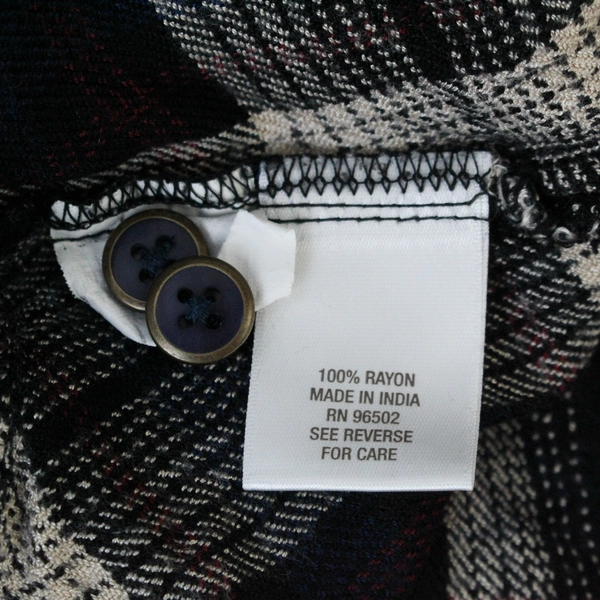 100% RAYON
MADE IN INDIA
RN 96502
SEE REVERSE
FOR CARE